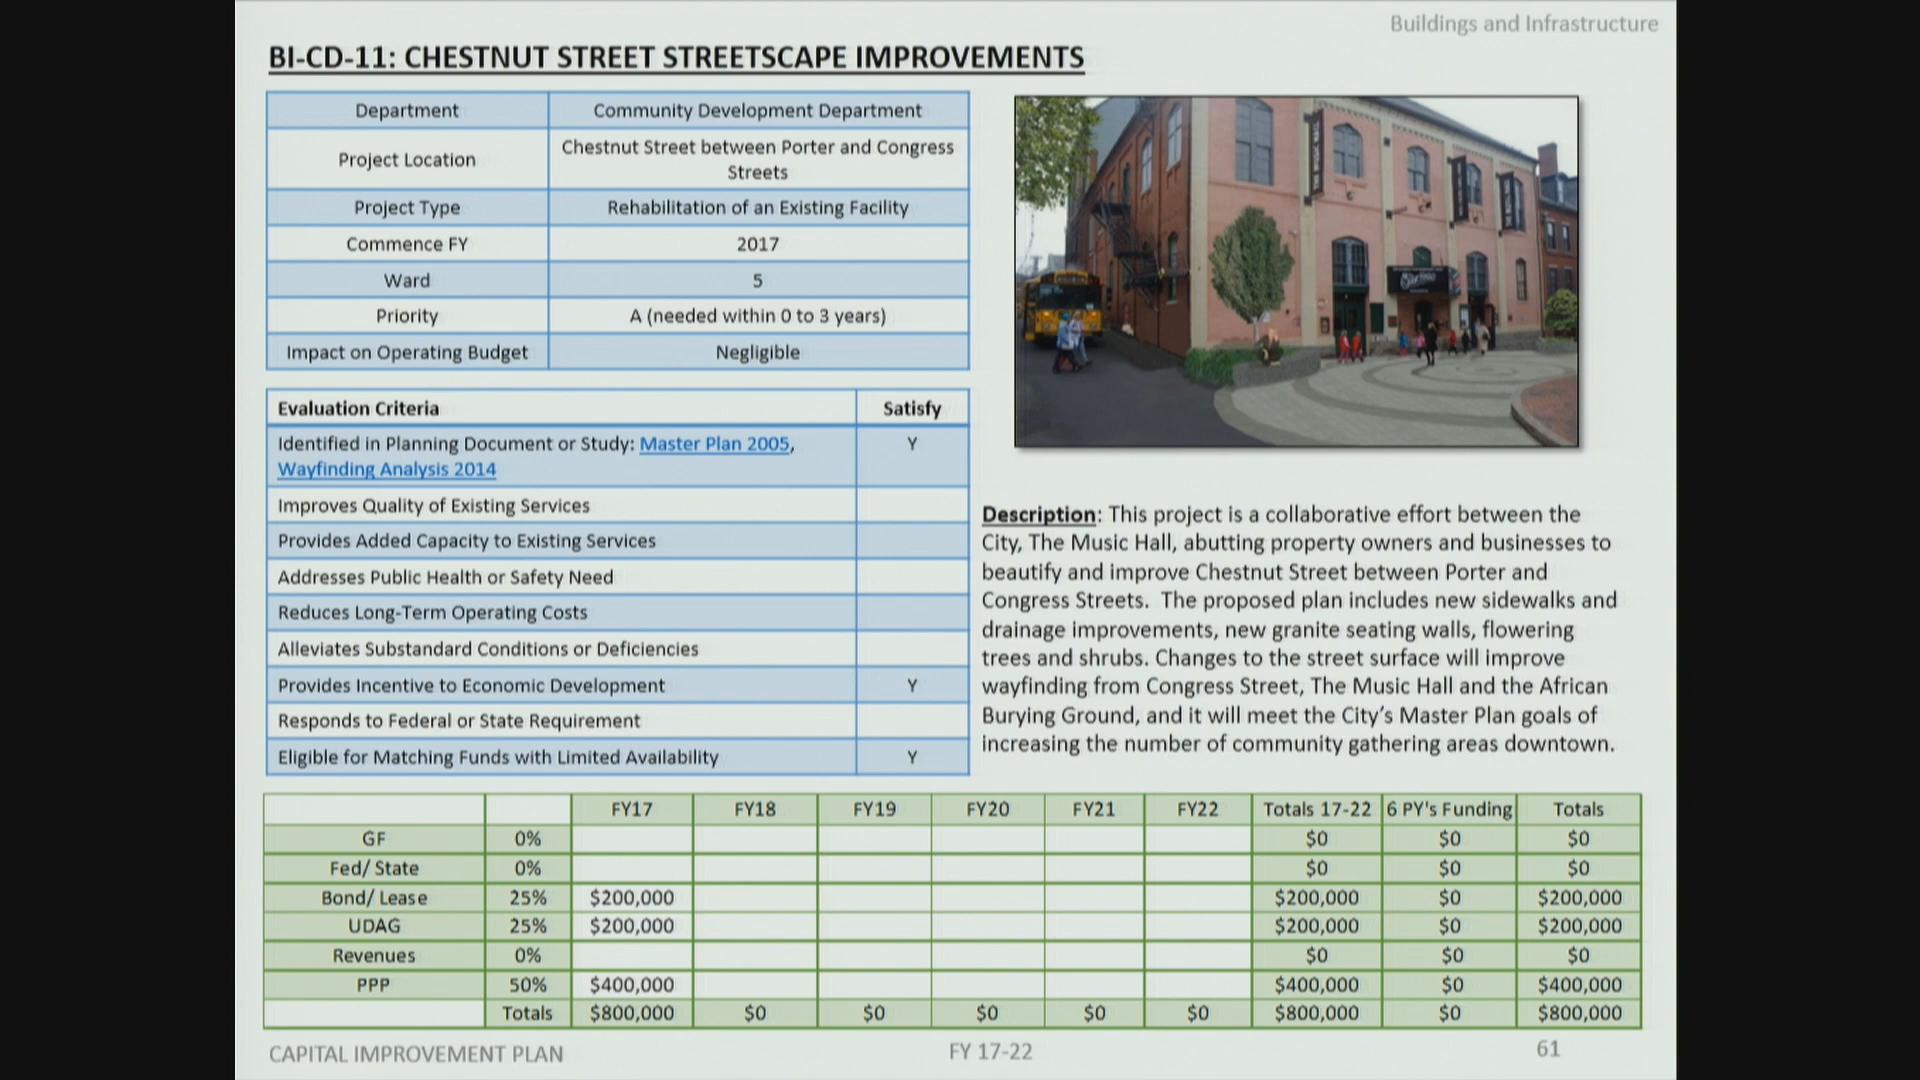 Buildings and Infrastructure
BI-CD-11: CHESTNUT STREET STREETSCAPE IMPROVEMENTS
Department Community Development Department
Project Location Chestnut Street between Porter and Congress
Streets
Project Type Rehabilitation of an Existing Facility
Commence FY 2017
Ward 5
Priority A (needed within 0 to 3 years)
Impact on Operating Budget Negligible
Evaluation Criteria Satisfy
Identified in Planning Document or Study: Master Plan 2005, Y
Wayfinding Analysis 2014
Improves Quality of Existing Services
Provides Added Capacity to Existing Services
Addresses Public Health or Safety Need
Reduces Long-Term Operating Costs
Alleviates Substandard Conditions or Deficiencies
Provides Incentive to Economic Development Y
Responds to Federal or State Requirement
Eligible for Matching Funds with Limited Availability Y
Description: This project is a collaborative effort between the
City, The Music Hall, abutting property owners and businesses to
beautify and improve Chestnut Street between Porter and
Congress Streets. The proposed plan includes new sidewalks and
drainage improvements, new granite seating walls, flowering
trees and shrubs. Changes to the street surface will improve
wayfinding from Congress Street, The Music Hall and the African
Burying Ground, and it will meet the City's Master Plan goals of
increasing the number of community gathering areas downtown.
FY17 FY18 FY19 FY20 FY21 FY22 Totals 17-22 6 PY's Funding Totals
GF 0% $0 $0 $0
Fed/ State 0% $0 $0 $0
Bond/ Lease 25% $200,000 $200,000 $0 $200,000
UDAG 25% $200,000 $200,000 $0 $200,000
Revenues 0% $0 $0 $0
PPP 50% $400,000 $400,000 $0 $400,000
Totals $800,000 $0 $0 $0 $0 $0 $800,000 $0 $800,000
CAPITAL IMPROVEMENT PLAN FY 17-22 61